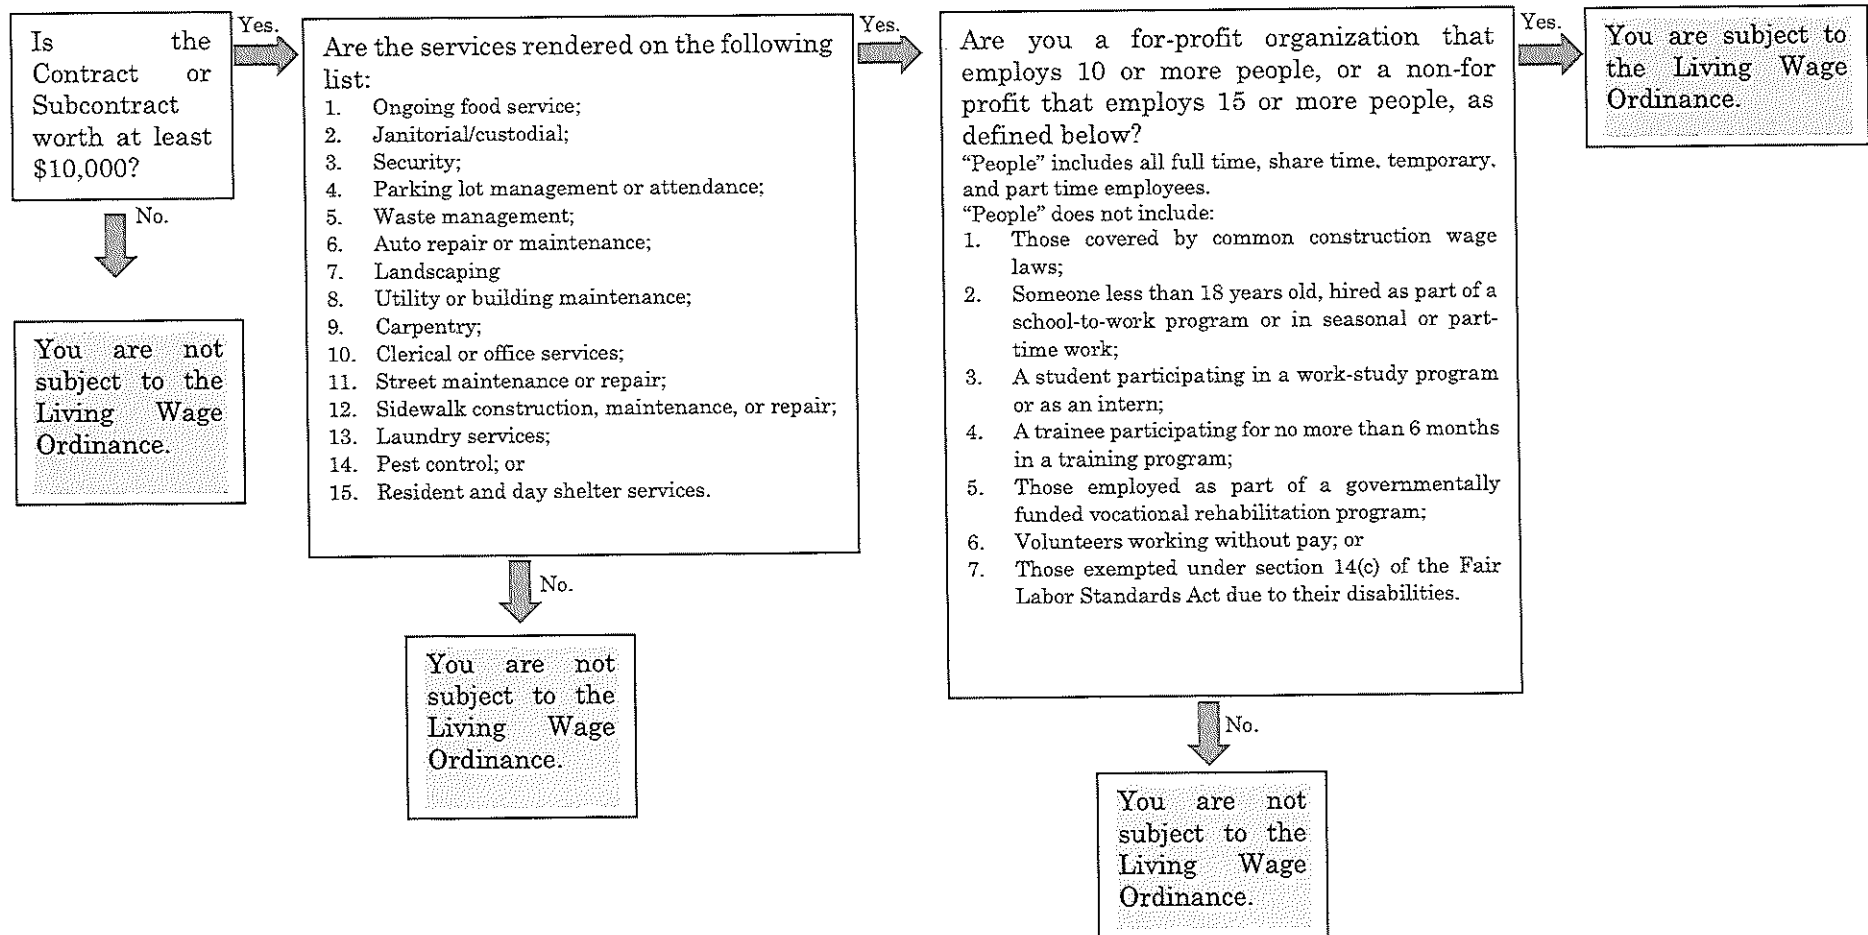 Is the
Contract or
Subcontract
worth at least
$10,000?
Yes.
No.
You are not
subject to the
Living Wage
Ordinance.
Are the services rendered on the following
list:
1. Ongoing food service;
2. Janitorial/custodial;
3. Security;
4. Parking lot management or attendance;
5. Waste management;
6. Auto repair or maintenance;
7. Landscaping
8. Utility or building maintenance;
9. Carpentry;
10. Clerical or office services;
11. Street maintenance or repair;
12. Sidewalk construction, maintenance, or repair;
13. Laundry services;
14. Pest control; or
15. Resident and day shelter services.
Yes.
No.
You are not
subject to the
Living Wage
Ordinance.
Are you a for-profit organization that
employs 10 or more people, or a non-for
profit that employs 15 or more people, as
defined below?
“People” includes all full time, share time, temporary,
and part time employees.
“People” does not include:
1. Those covered by common construction wage
laws;
2. Someone less than 18 years old, hired as part of a
school-to-work program or in seasonal or part-
time work;
3. A student participating in a work-study program
or as an intern;
4. A trainee participating for no more than 6 months
in a training program;
5. Those employed as part of a governmentally
funded vocational rehabilitation program;
6. Volunteers working without pay; or
7. Those exempted under section 14(c) of the Fair
Labor Standards Act due to their disabilities.
Yes.
No.
You are not
subject to the
Living Wage
Ordinance.
You are subject to
the Living Wage
Ordinance.